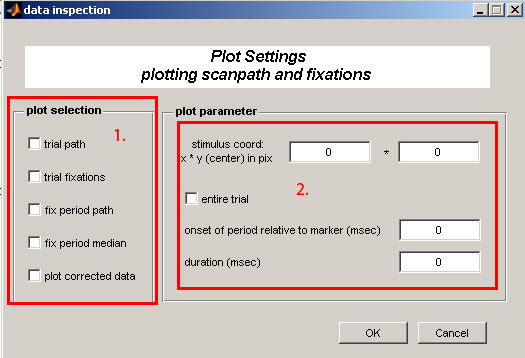 data inspection
Plot Settings
plotting scanpath and fixations
plot selection
1.
trial path
trial fixations
fix period path
fix period median
plot corrected data
plot parameter
stimulus coord:
x * y (center) in pix
0 * 0
2.
entire trial
onset of period relative to marker (msec) 0
duration (msec) 0
OK Cancel